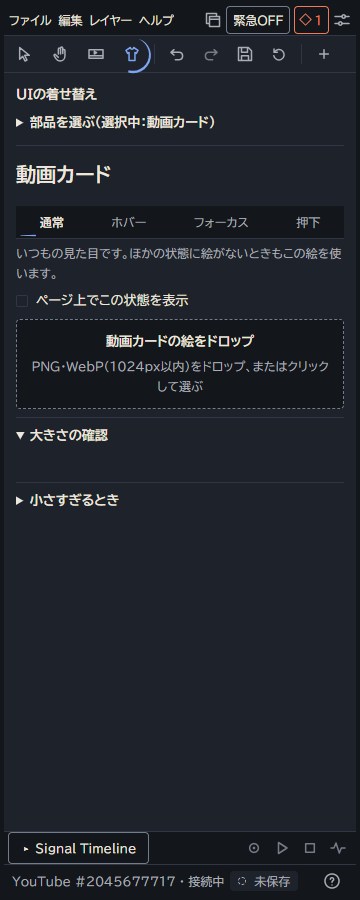 ファイル 編集 レイヤー ヘルプ 緊急OFF 1
UIの着せ替え
部品を選ぶ（選択中：動画カード）
動画カード
通常 ホバー フォーカス 押下
いつもの見た目です。ほかの状態に絵がないときもこの絵を使
います。
ページ上でこの状態を表示
動画カードの絵をドロップ
PNG・WebP（1024px以内）をドロップ、またはクリック
して選ぶ
大きさの確認
小さすぎるとき
Signal Timeline
YouTube #2045677717・接続中 未保存